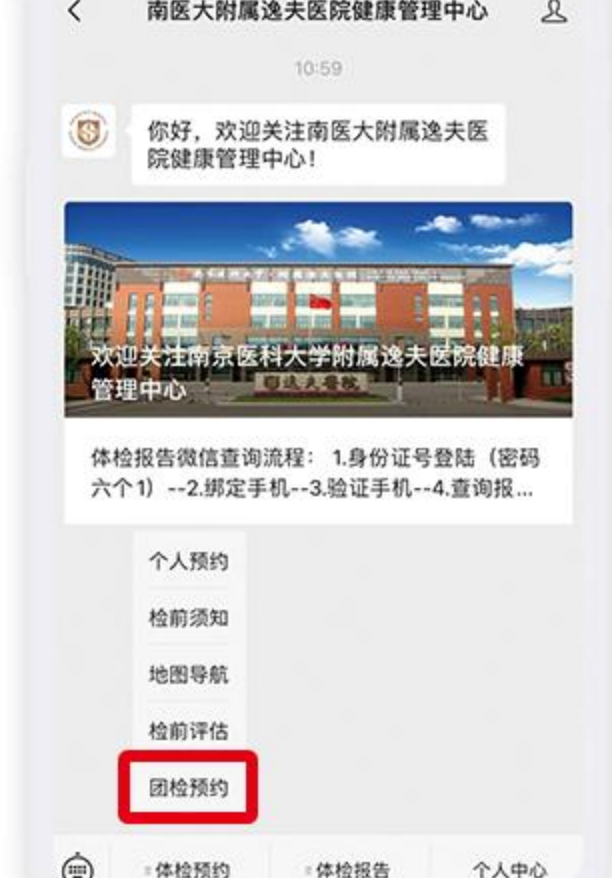 南医大附属逸夫医院健康管理中心
10:59
你好，欢迎关注南医大附属逸夫医
院健康管理中心！
欢迎关注南京医科大学附属逸夫医院健康
管理中心
逸夫医院
体检报告微信查询流程： 1.身份证号登陆（密码
六个1）--2.绑定手机--3.验证手机--4.查询报...
个人预约
检前须知
地图导航
检前评估
团检预约
体检预约
体检报告
个人中心